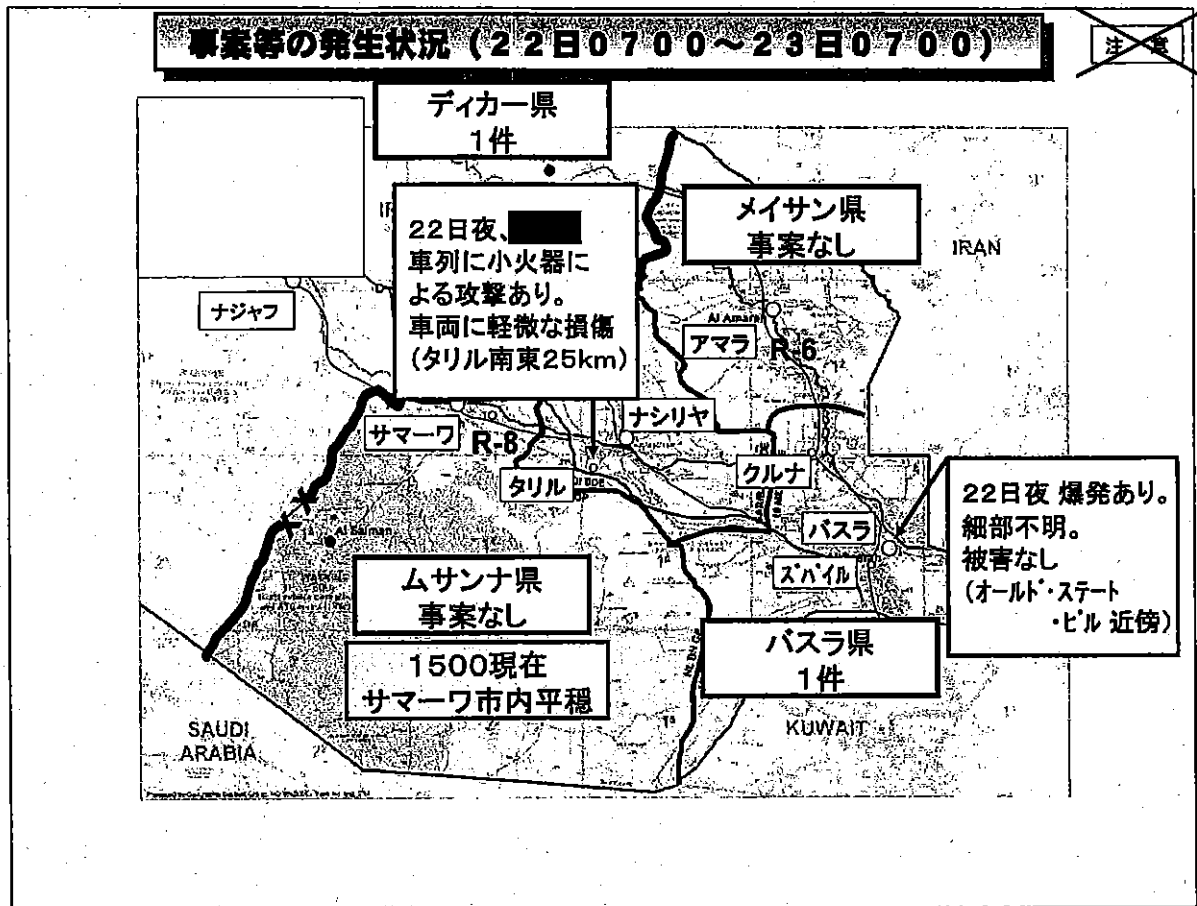 事案等の発生状況(22日0700～23日0700)
注意
ディカー県
1件
22日夜、
車列に小火器に
よる攻撃あり。
車両に軽微な損傷
(タリル南東25km)
メイサン県
事案なし
IRAN
ナジャフ
Al Amara
アマラ
R-6
サマーワ
R-8
ナシリヤ
タリル
クルナ
バスラ
ズバイル
22日夜 爆発あり。
細部不明。
被害なし
(オールド・ステート
・ビル 近傍)
Al Salman
ムサンナ県
事案なし
1500現在
サマーワ市内平穏
バスラ県
1件
SAUDI
ARABIA
KUWAIT